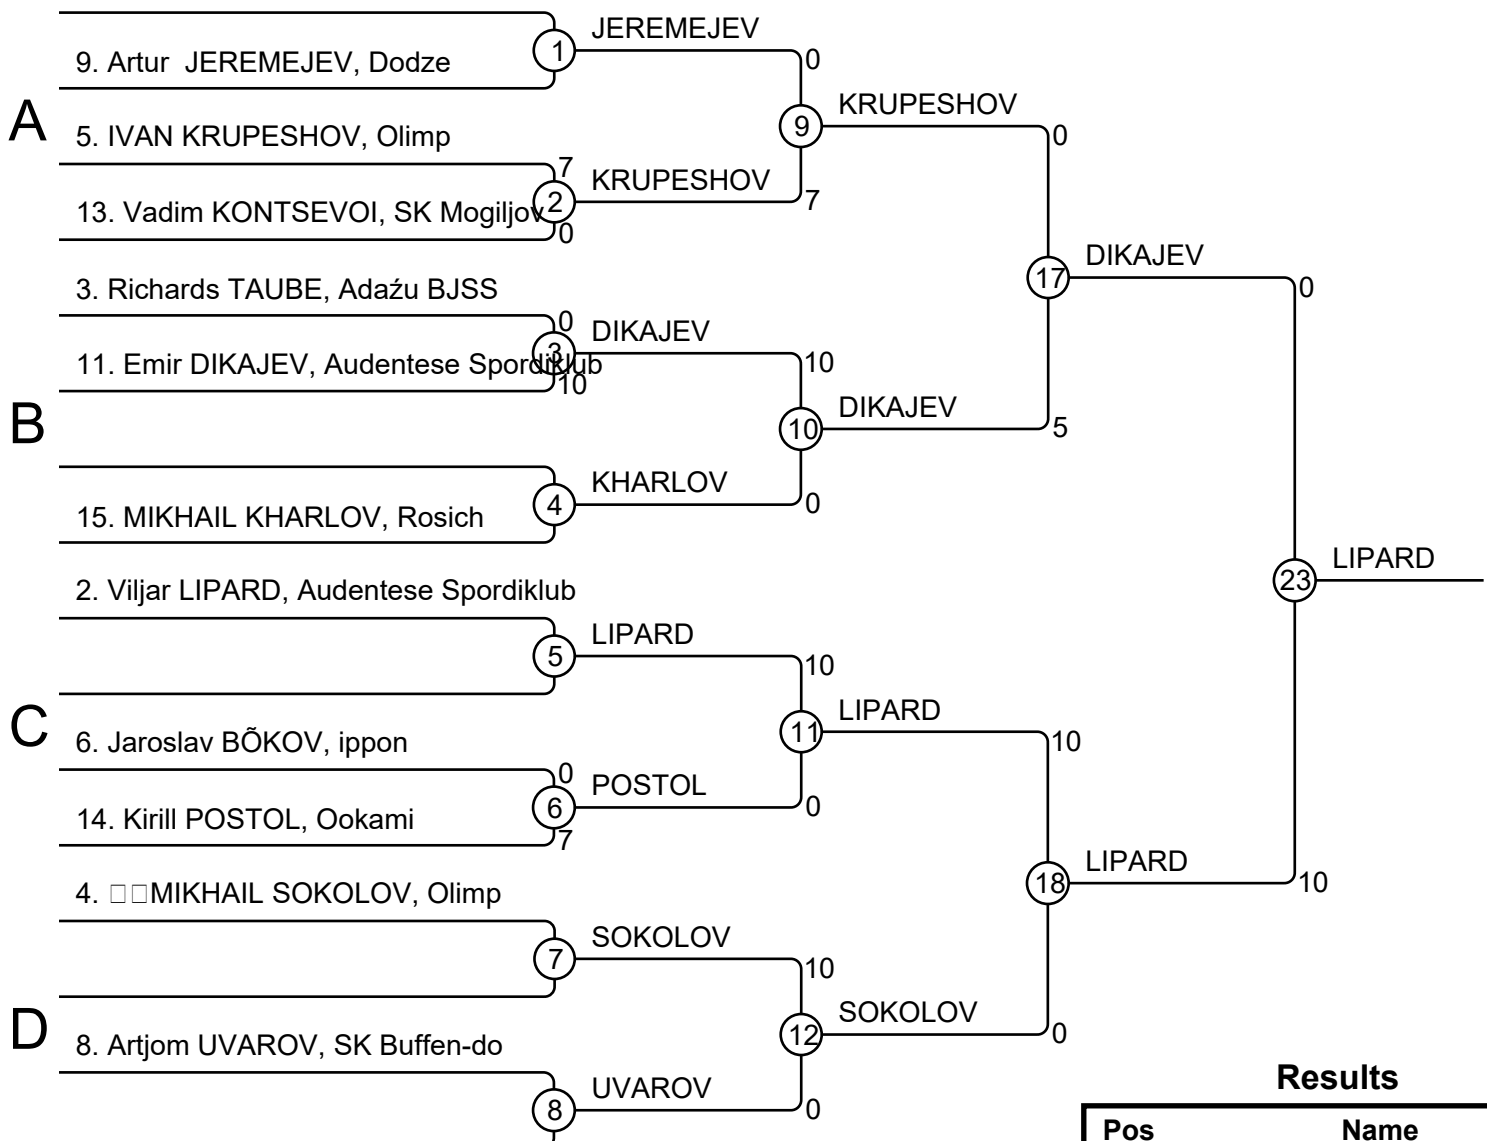 JEREMEJEV
1
9. Artur  JEREMEJEV, Dodze
0
KRUPESHOV
A
9
5. IVAN KRUPESHOV, Olimp
0
7
KRUPESHOV
2
7
13. Vadim KONTSEVOI, SK Mogiljov
0
DIKAJEV
17
3. Richards TAUBE, Adaźu BJSS
0
0
DIKAJEV
3
10
11. Emir DIKAJEV, Audentese Spordiklub
10
DIKAJEV
B
10
5
KHARLOV
4
0
15. MIKHAIL KHARLOV, Rosich
LIPARD
23
2. Viljar LIPARD, Audentese Spordiklub
LIPARD
5
10
LIPARD
C
11
6. Jaroslav BÕKOV, ippon
10
0
POSTOL
6
0
14. Kirill POSTOL, Ookami
7
LIPARD
18
10
4. □□MIKHAIL SOKOLOV, Olimp
SOKOLOV
7
10
SOKOLOV
D
12
0
8. Artjom UVAROV, SK Buffen-do
UVAROV
8
0
Results
Pos Name